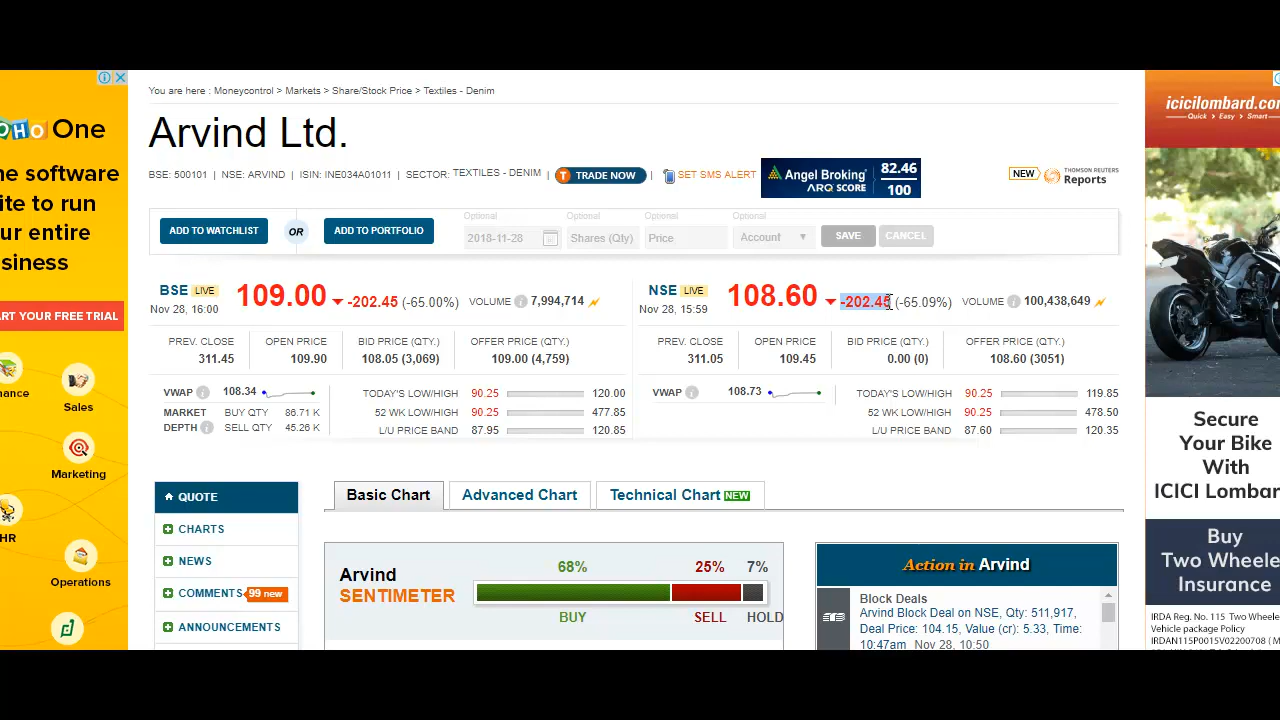 You are here : Moneycontrol > Markets > Share/Stock Price > Textiles - Denim
Arvind Ltd.
BSE: 500101 | NSE: ARVIND | ISIN: INE034A01011 | SECTOR: TEXTILES - DENIM | TRADE NOW | SET SMS ALERT
Angel Broking ARQ SCORE 82.46 100
NEW THOMSON REUTERS Reports
ADD TO WATCHLIST OR ADD TO PORTFOLIO
Optional Optional Optional Optional
2018-11-28 Shares (Qty) Price Account SAVE CANCEL
BSE LIVE 109.00 -202.45 (-65.00%) VOLUME 7,994,714
Nov 28, 16:00
PREV. CLOSE OPEN PRICE BID PRICE (QTY.) OFFER PRICE (QTY.)
311.45 109.90 108.05 (3,069) 109.00 (4,759)
VWAP 108.34 TODAY'S LOW/HIGH 90.25 120.00
MARKET BUY QTY 86.71 K 52 WK LOW/HIGH 90.25 477.85
DEPTH SELL QTY 45.26 K L/U PRICE BAND 87.95 120.85
NSE LIVE 108.60 -202.45 (-65.09%) VOLUME 100,438,649
Nov 28, 15:59
PREV. CLOSE OPEN PRICE BID PRICE (QTY.) OFFER PRICE (QTY.)
311.05 109.45 0.00 (0) 108.60 (3051)
VWAP 108.73 TODAY'S LOW/HIGH 90.25 119.85
52 WK LOW/HIGH 90.25 478.50
L/U PRICE BAND 87.60 120.35
QUOTE
CHARTS
NEWS
COMMENTS 99 new
ANNOUNCEMENTS
Basic Chart Advanced Chart Technical Chart NEW
Arvind
SENTIMETER
68% 25% 7%
BUY SELL HOLD
Action in Arvind
Block Deals
Arvind Block Deal on NSE, Qty: 511,917,
Deal Price: 104.15, Value (cr): 5.33, Time:
10:47am Nov 28, 10:50
OHO One
he software
ite to run
ur entire
siness
ART YOUR FREE TRIAL
nance
Sales
Marketing
HR
Operations
icicilombard.co
Quick > Easy > Smart
Secure
Your Bike
With
ICICI Lombar
Buy
Two Wheele
Insurance
IRDA Reg. No. 115 Two Wheele
Vehicle package Policy
IRDAN115P0015V02200708 (